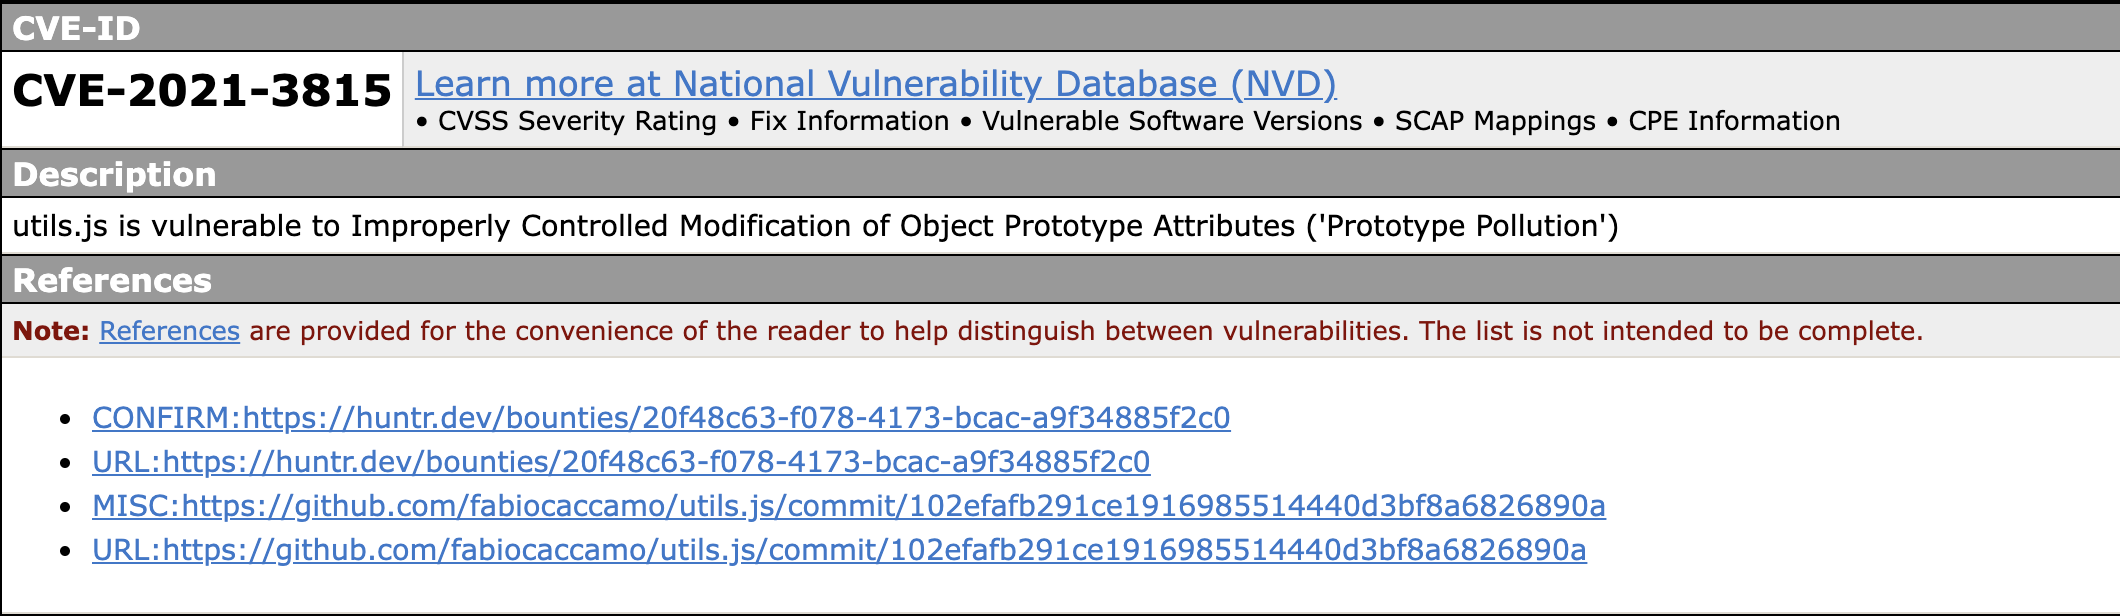 CVE-ID
CVE-2021-3815
Learn more at National Vulnerability Database (NVD)
• CVSS Severity Rating • Fix Information • Vulnerable Software Versions • SCAP Mappings • CPE Information
Description
utils.js is vulnerable to Improperly Controlled Modification of Object Prototype Attributes ('Prototype Pollution')
References
Note: References are provided for the convenience of the reader to help distinguish between vulnerabilities. The list is not intended to be complete.
• CONFIRM:https://huntr.dev/bounties/20f48c63-f078-4173-bcac-a9f34885f2c0
• URL:https://huntr.dev/bounties/20f48c63-f078-4173-bcac-a9f34885f2c0
• MISC:https://github.com/fabiocaccamo/utils.js/commit/102efafb291ce1916985514440d3bf8a6826890a
• URL:https://github.com/fabiocaccamo/utils.js/commit/102efafb291ce1916985514440d3bf8a6826890a